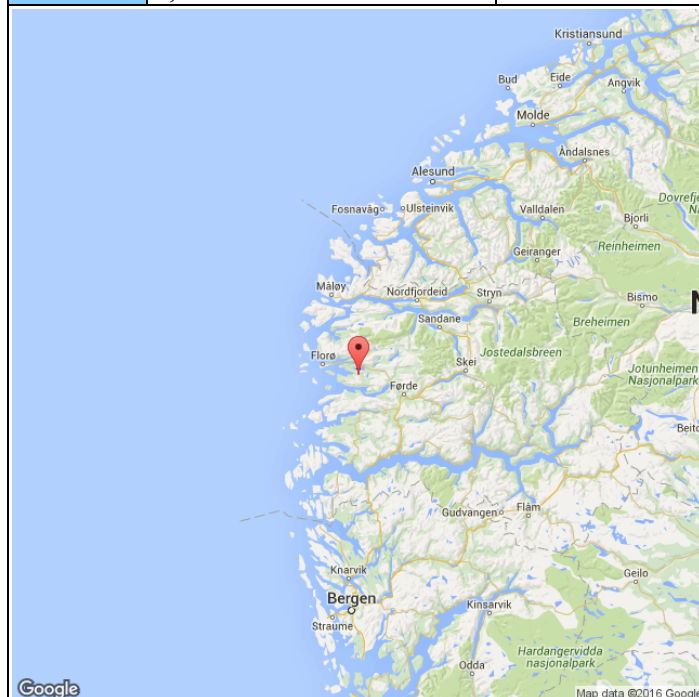 Kristiansund
Bud
Eide
Angvik
Molde
Åndalsnes
Alesund
Fosnavåg
Ulsteinvik
Valldalen
Dovrefj
Na
Bjorli
Reinheimen
Geiranger
Måløy
Nordfjordeid
Stryn
Bismo
N
Sandane
Breheimen
Florø
Skei
Jostedalsbreen
Jotunheimen
Nasjonalpark
Førde
Beito
Gudvangen
Flåm
Knarvik
Geilo
Bergen
Kinsarvik
Straume
Hardangervidda
nasjonalpark
Odda
Google
Map data ©2016 Google